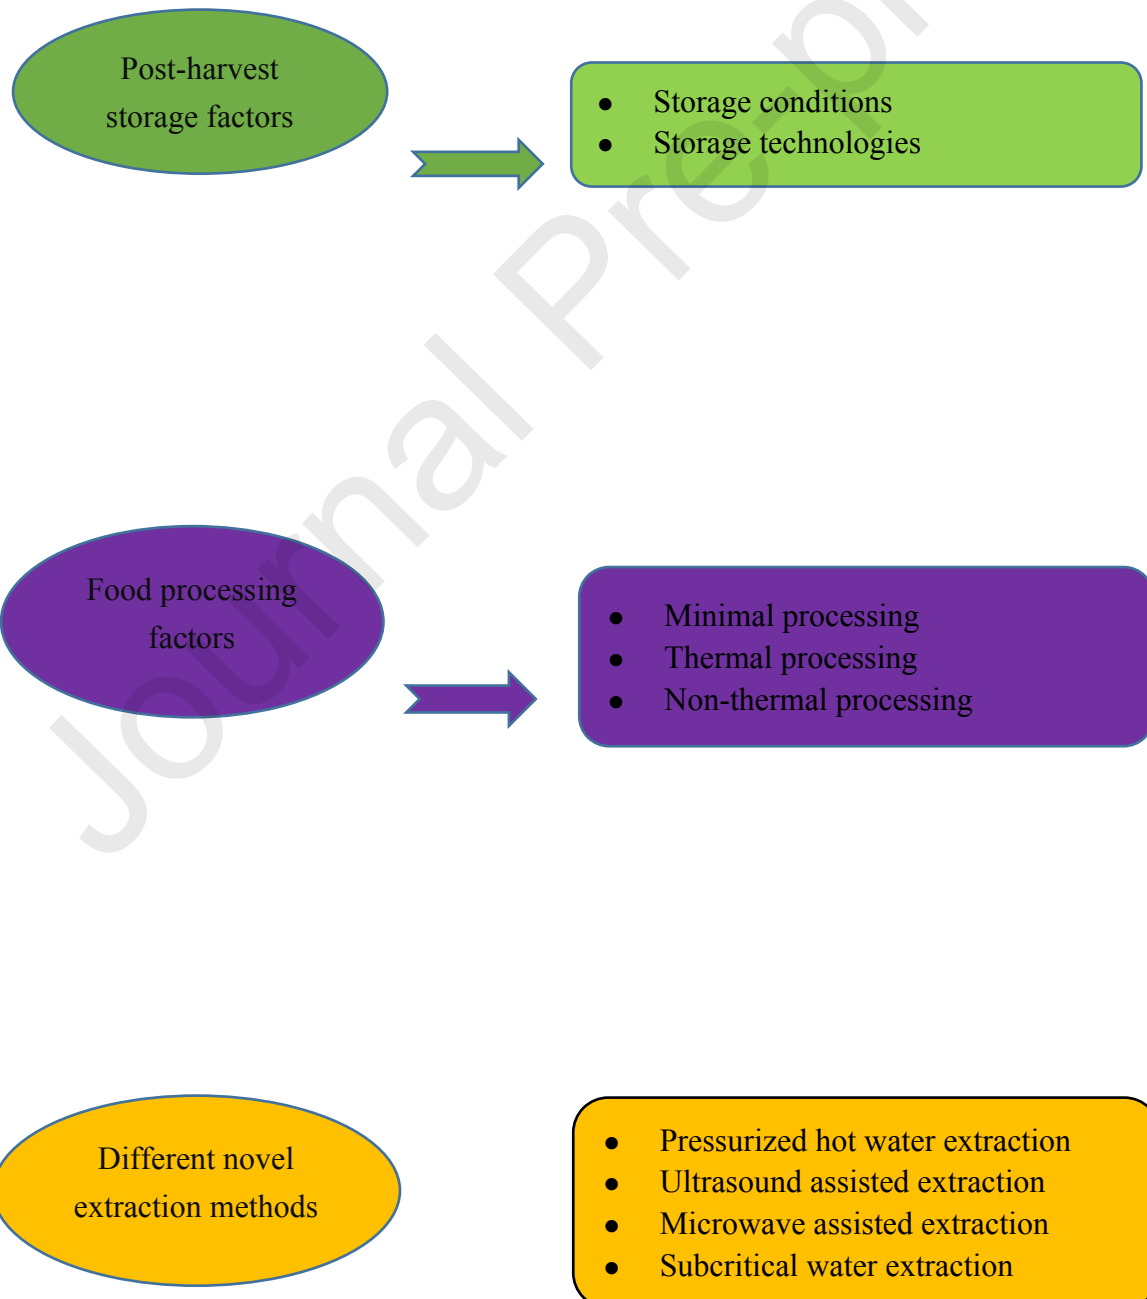 Post-harvest
storage factors
● Storage conditions
● Storage technologies
Food processing
factors
● Minimal processing
● Thermal processing
● Non-thermal processing
Different novel
extraction methods
● Pressurized hot water extraction
● Ultrasound assisted extraction
● Microwave assisted extraction
● Subcritical water extraction
Journal Pre-p